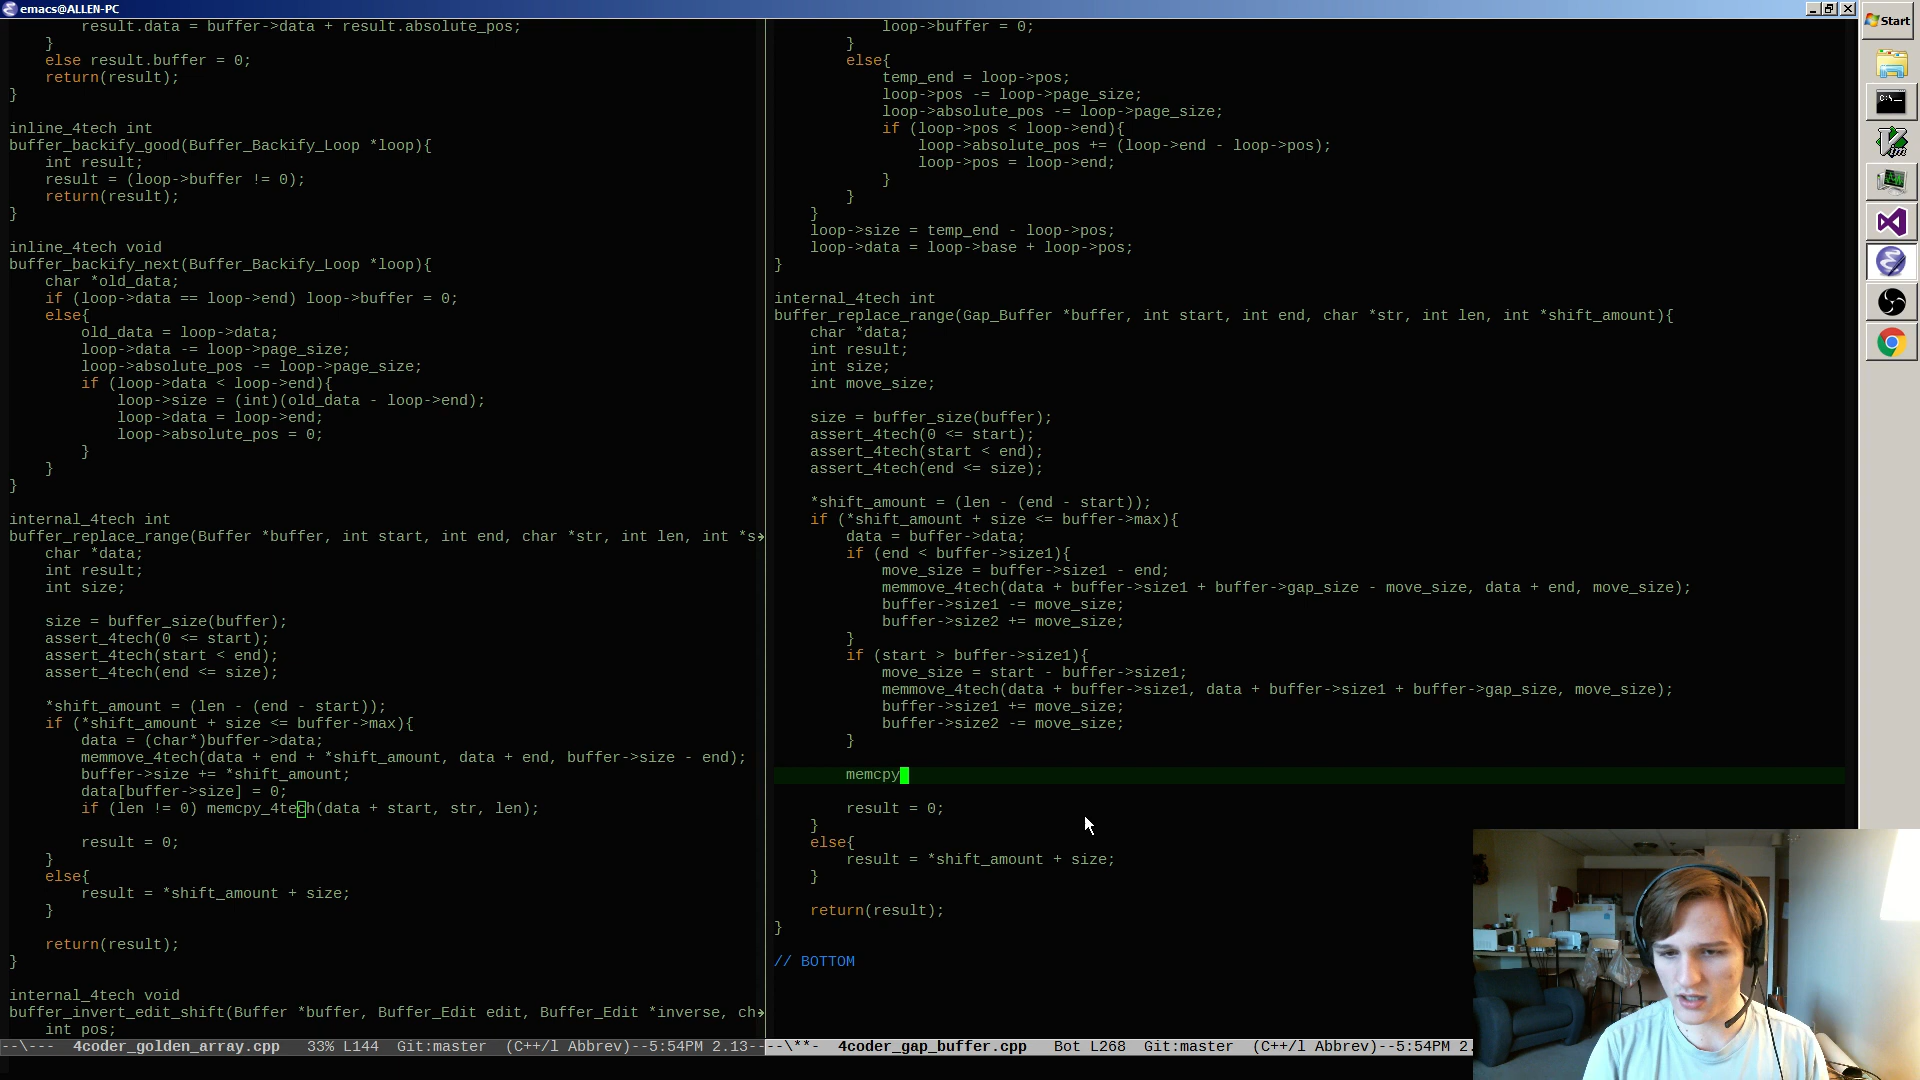 emacs@ALLEN-PC
result.data = buffer->data + result.absolute_pos;
}
else result.buffer = 0;
return(result);
}
inline_4tech int
buffer_backify_good(Buffer_Backify_Loop *loop){
int result;
result = (loop->buffer != 0);
return(result);
}
inline_4tech void
buffer_backify_next(Buffer_Backify_Loop *loop){
char *old_data;
if (loop->data == loop->end) loop->buffer = 0;
else{
old_data = loop->data;
loop->data -= loop->page_size;
loop->absolute_pos -= loop->page_size;
if (loop->data < loop->end){
loop->size = (int)(old_data - loop->end);
loop->data = loop->end;
loop->absolute_pos = 0;
}
}
}
internal_4tech int
buffer_replace_range(Buffer *buffer, int start, int end, char *str, int len, int *s
char *data;
int result;
int size;
size = buffer_size(buffer);
assert_4tech(0 <= start);
assert_4tech(start < end);
assert_4tech(end <= size);
*shift_amount = (len - (end - start));
if (*shift_amount + size <= buffer->max){
data = (char*)buffer->data;
memmove_4tech(data + end + *shift_amount, data + end, buffer->size - end);
buffer->size += *shift_amount;
data[buffer->size] = 0;
if (len != 0) memcpy_4tech(data + start, str, len);
result = 0;
}
else{
result = *shift_amount + size;
}
return(result);
}
internal_4tech void
buffer_invert_edit_shift(Buffer *buffer, Buffer_Edit edit, Buffer_Edit *inverse, ch
int pos;
--\--- 4coder_golden_array.cpp 33% L144 Git:master (C++/l Abbrev)--5:54PM 2.13--
loop->buffer = 0;
}
else{
temp_end = loop->pos;
loop->pos -= loop->page_size;
loop->absolute_pos -= loop->page_size;
if (loop->pos < loop->end){
loop->absolute_pos += (loop->end - loop->pos);
loop->pos = loop->end;
}
}
}
loop->size = temp_end - loop->pos;
loop->data = loop->base + loop->pos;
}
internal_4tech int
buffer_replace_range(Gap_Buffer *buffer, int start, int end, char *str, int len, int *shift_amount){
char *data;
int result;
int size;
int move_size;
size = buffer_size(buffer);
assert_4tech(0 <= start);
assert_4tech(start < end);
assert_4tech(end <= size);
*shift_amount = (len - (end - start));
if (*shift_amount + size <= buffer->max){
data = buffer->data;
if (end < buffer->size1){
move_size = buffer->size1 - end;
memmove_4tech(data + buffer->size1 + buffer->gap_size - move_size, data + end, move_size);
buffer->size1 -= move_size;
buffer->size2 += move_size;
}
if (start > buffer->size1){
move_size = start - buffer->size1;
memmove_4tech(data + buffer->size1, data + buffer->size1 + buffer->gap_size, move_size);
buffer->size1 += move_size;
buffer->size2 -= move_size;
}
memcpy
result = 0;
}
else{
result = *shift_amount + size;
}
return(result);
}
// BOTTOM
--\**- 4coder_gap_buffer.cpp Bot L268 Git:master (C++/l Abbrev)--5:54PM 2.
Start